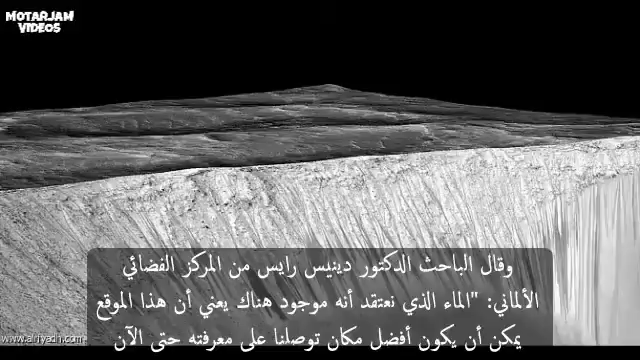 MOTARJAM
VIDEOS
وقال الباحث الدكتور دينيس رايس من المركز الفضائي
الألماني: "الماء الذي نعتقد أنه موجود هناك يعني أن هذا الموقع
يمكن أن يكون أفضل مكان توصلنا على معرفته حتى الآن
www.alriyadh.com